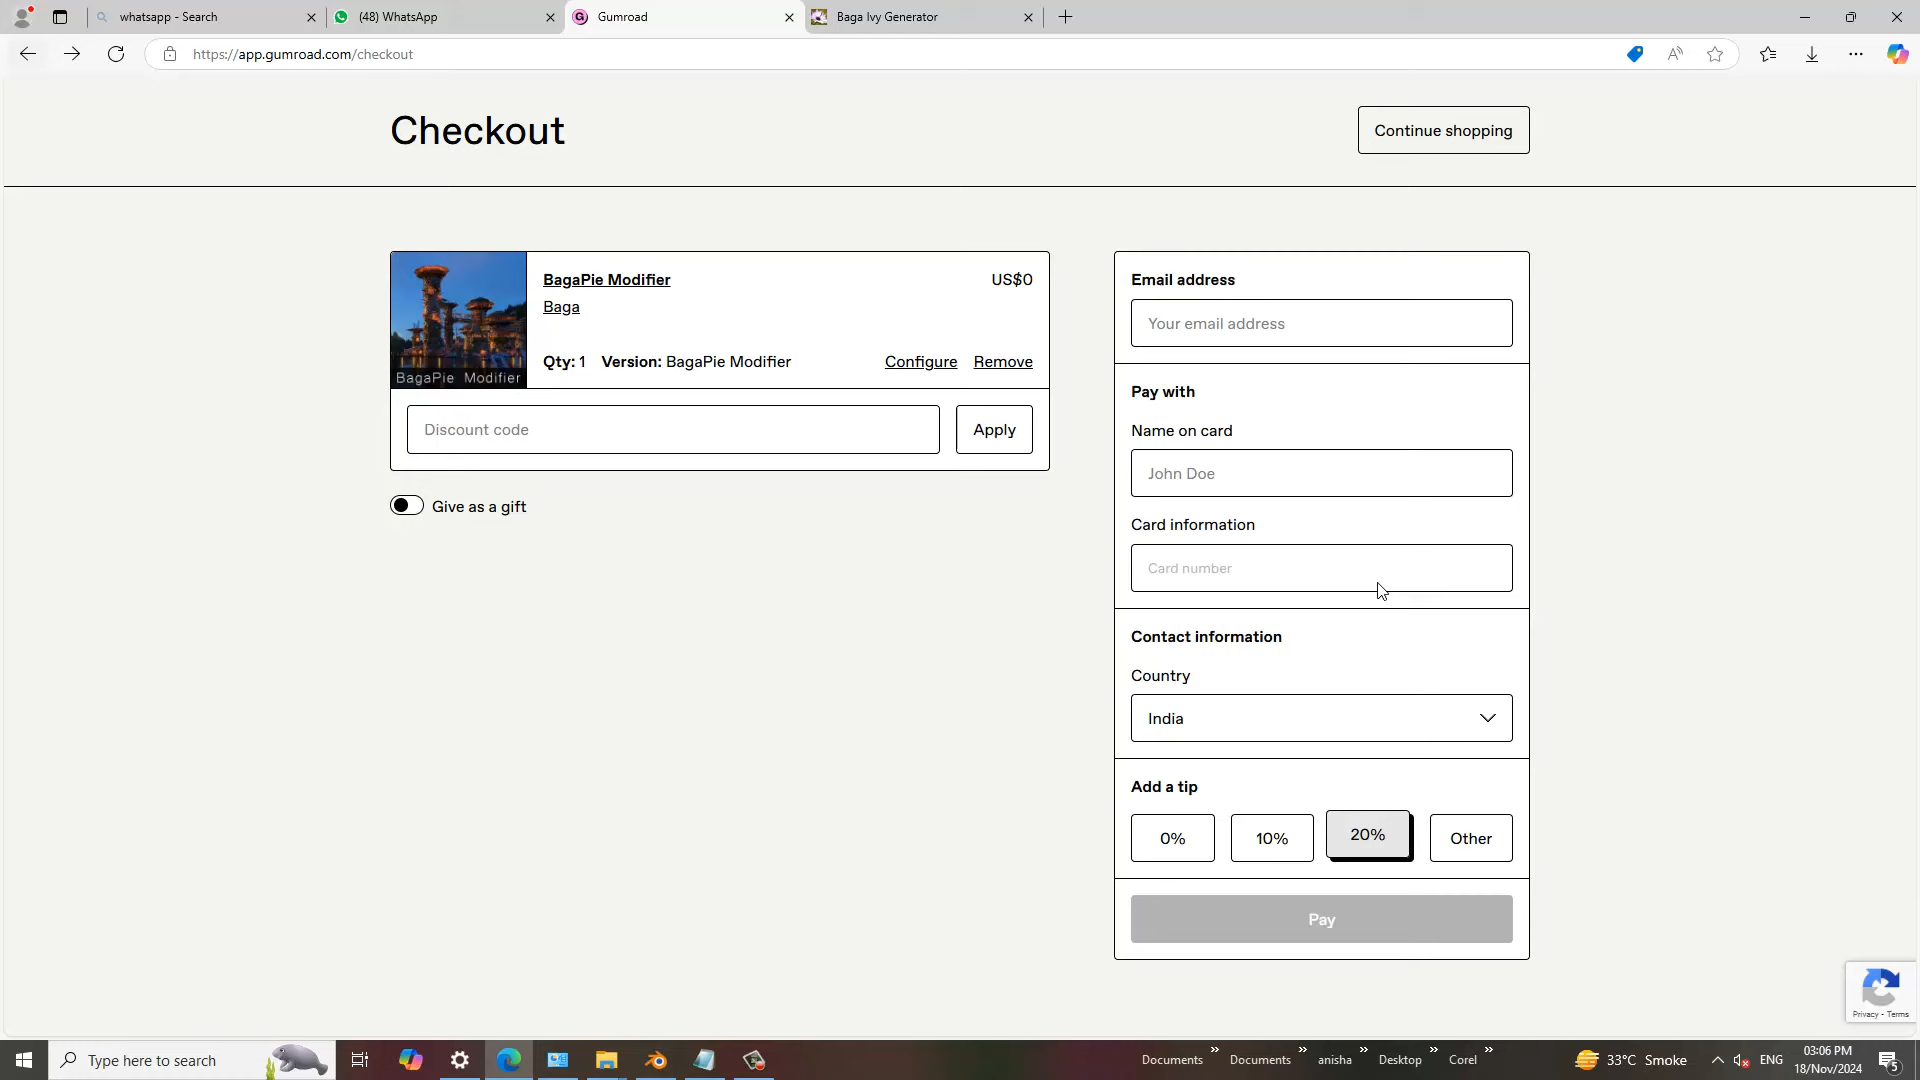 whatsapp - Search
(48) WhatsApp
Gumroad
Baga Ivy Generator
https://app.gumroad.com/checkout
Checkout
Continue shopping
BagaPie Modifier
US$0
Baga
Qty: 1 Version: BagaPie Modifier
Configure
Remove
BagaPie Modifier
Discount code
Apply
Give as a gift
Email address
Your email address
Pay with
Name on card
John Doe
Card information
Card number
Contact information
Country
India
Add a tip
0%
10%
20%
Other
Pay
Privacy - Terms
Type here to search
Documents
Documents
anisha
Desktop
Corel
33°C Smoke
ENG
03:06 PM
18/Nov/2024
5